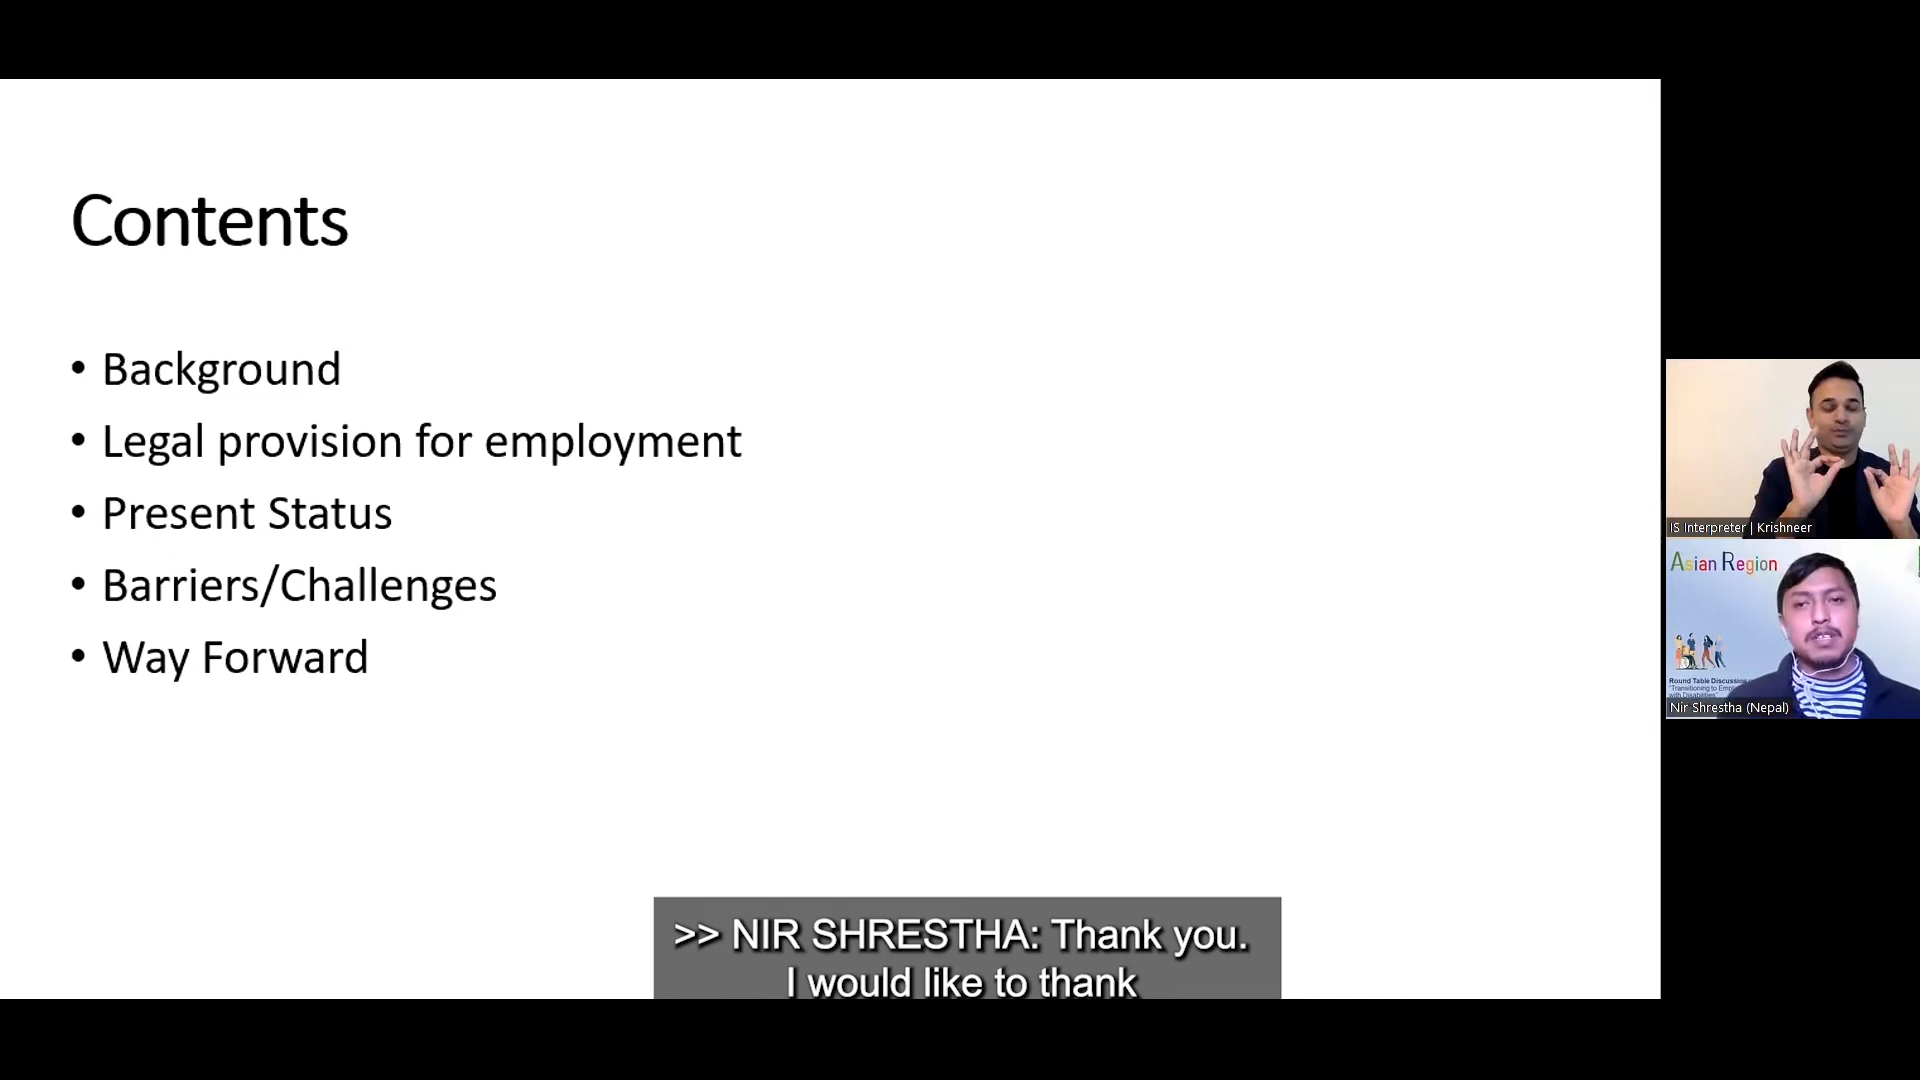 Contents
• Background
• Legal provision for employment
• Present Status
• Barriers/Challenges
• Way Forward
>> NIR SHRESTHA: Thank you.
I would like to thank
IS Interpreter | Krishneer
Asian Region
Round Table Discussion
"Transitioning to Empl
with Disabilities"
Nir Shrestha (Nepal)